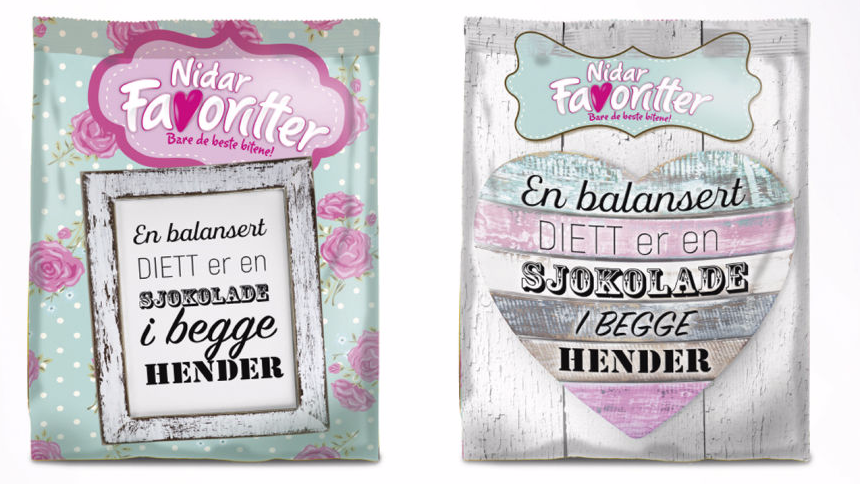 Nidar
Favoritter
Bare de beste bitene!
En balansert
DIETT er en
SJOKOLADE
i begge
HENDER
Nidar
Favoritter
Bare de beste bitene!
En balansert
DIETT er en
SJOKOLADE
I BEGGE
HENDER